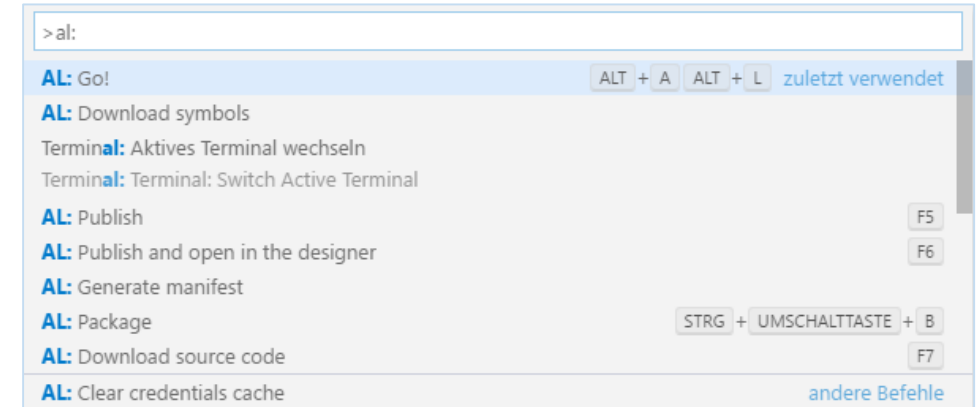 >al:
AL: Go! ALT + A ALT + L zuletzt verwendet
AL: Download symbols
Terminal: Aktives Terminal wechseln
Terminal: Terminal: Switch Active Terminal
AL: Publish F5
AL: Publish and open in the designer F6
AL: Generate manifest
AL: Package STRG + UMSCHALTTASTE + B
AL: Download source code F7
AL: Clear credentials cache andere Befehle